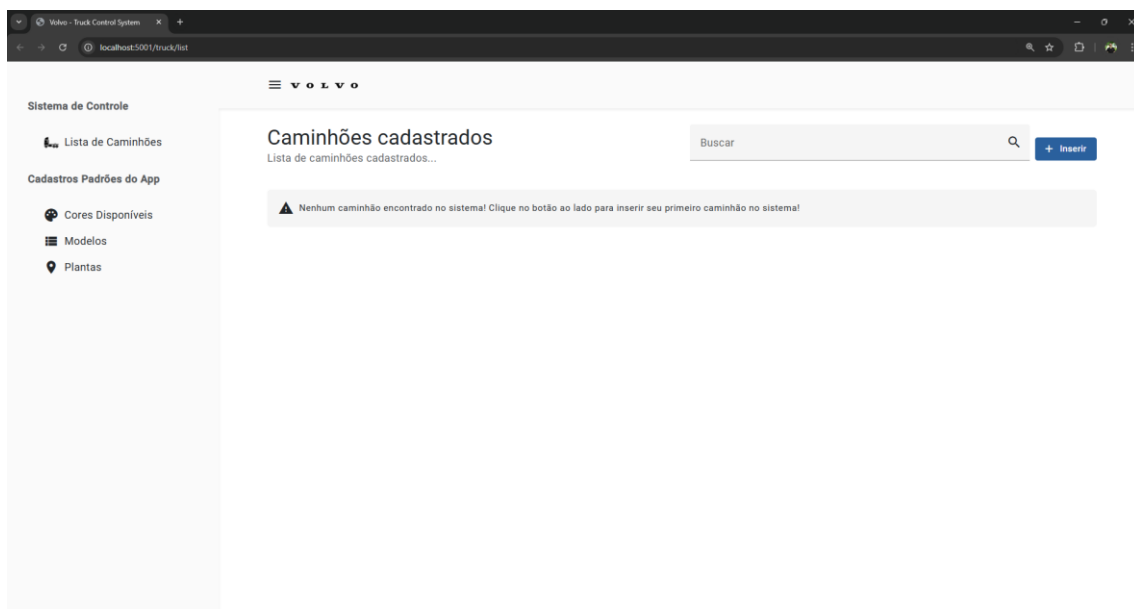 Volvo - Truck Control System
localhost:5001/truck/list
VOLVO
Sistema de Controle
Lista de Caminhões
Cadastros Padrões do App
Cores Disponíveis
Modelos
Plantas
Caminhões cadastrados
Lista de caminhões cadastrados...
Buscar
+ Inserir
Nenhum caminhão encontrado no sistema! Clique no botão ao lado para inserir seu primeiro caminhão no sistema!